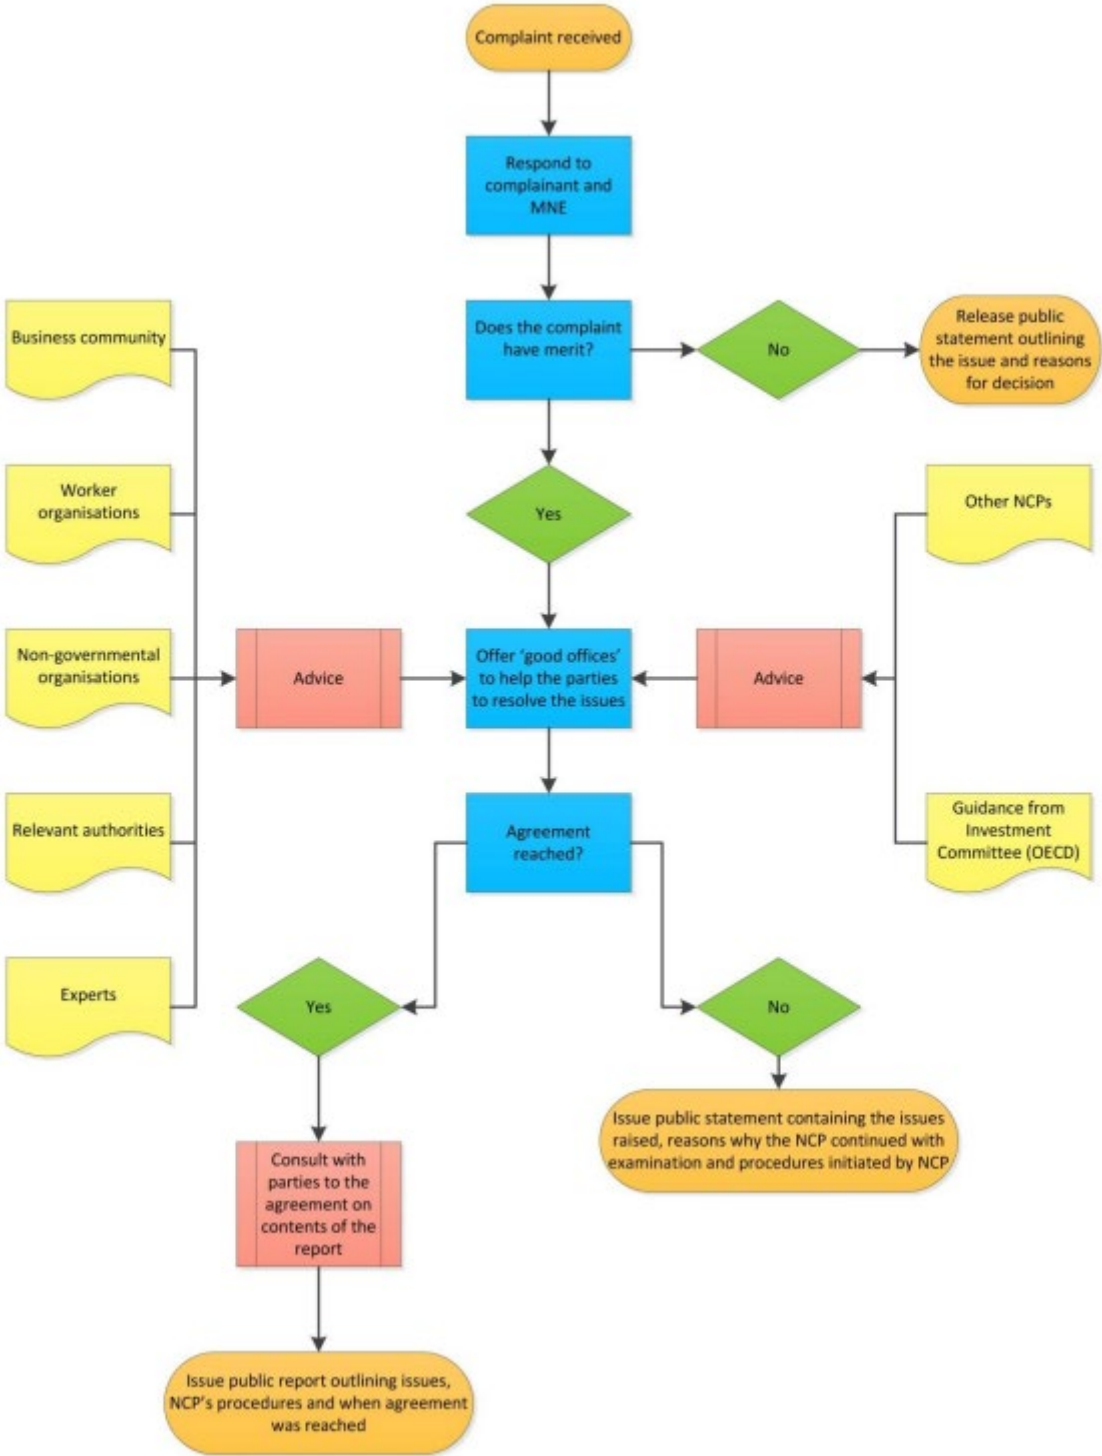 Complaint received
Respond to
complainant and
MNE
Does the complaint
have merit?
No
Release public
statement outlining
the issue and reasons
for decision
Business community
Worker
organisations
Yes
Other NCPs
Non-governmental
organisations
Advice
Offer ‘good offices’
to help the parties
to resolve the issues
Advice
Relevant authorities
Agreement
reached?
Guidance from
Investment
Committee (OECD)
Experts
Yes
No
Issue public statement containing the issues
raised, reasons why the NCP continued with
examination and procedures initiated by NCP
Consult with
parties to the
agreement on
contents of the
report
Issue public report outlining issues,
NCP’s procedures and when agreement
was reached